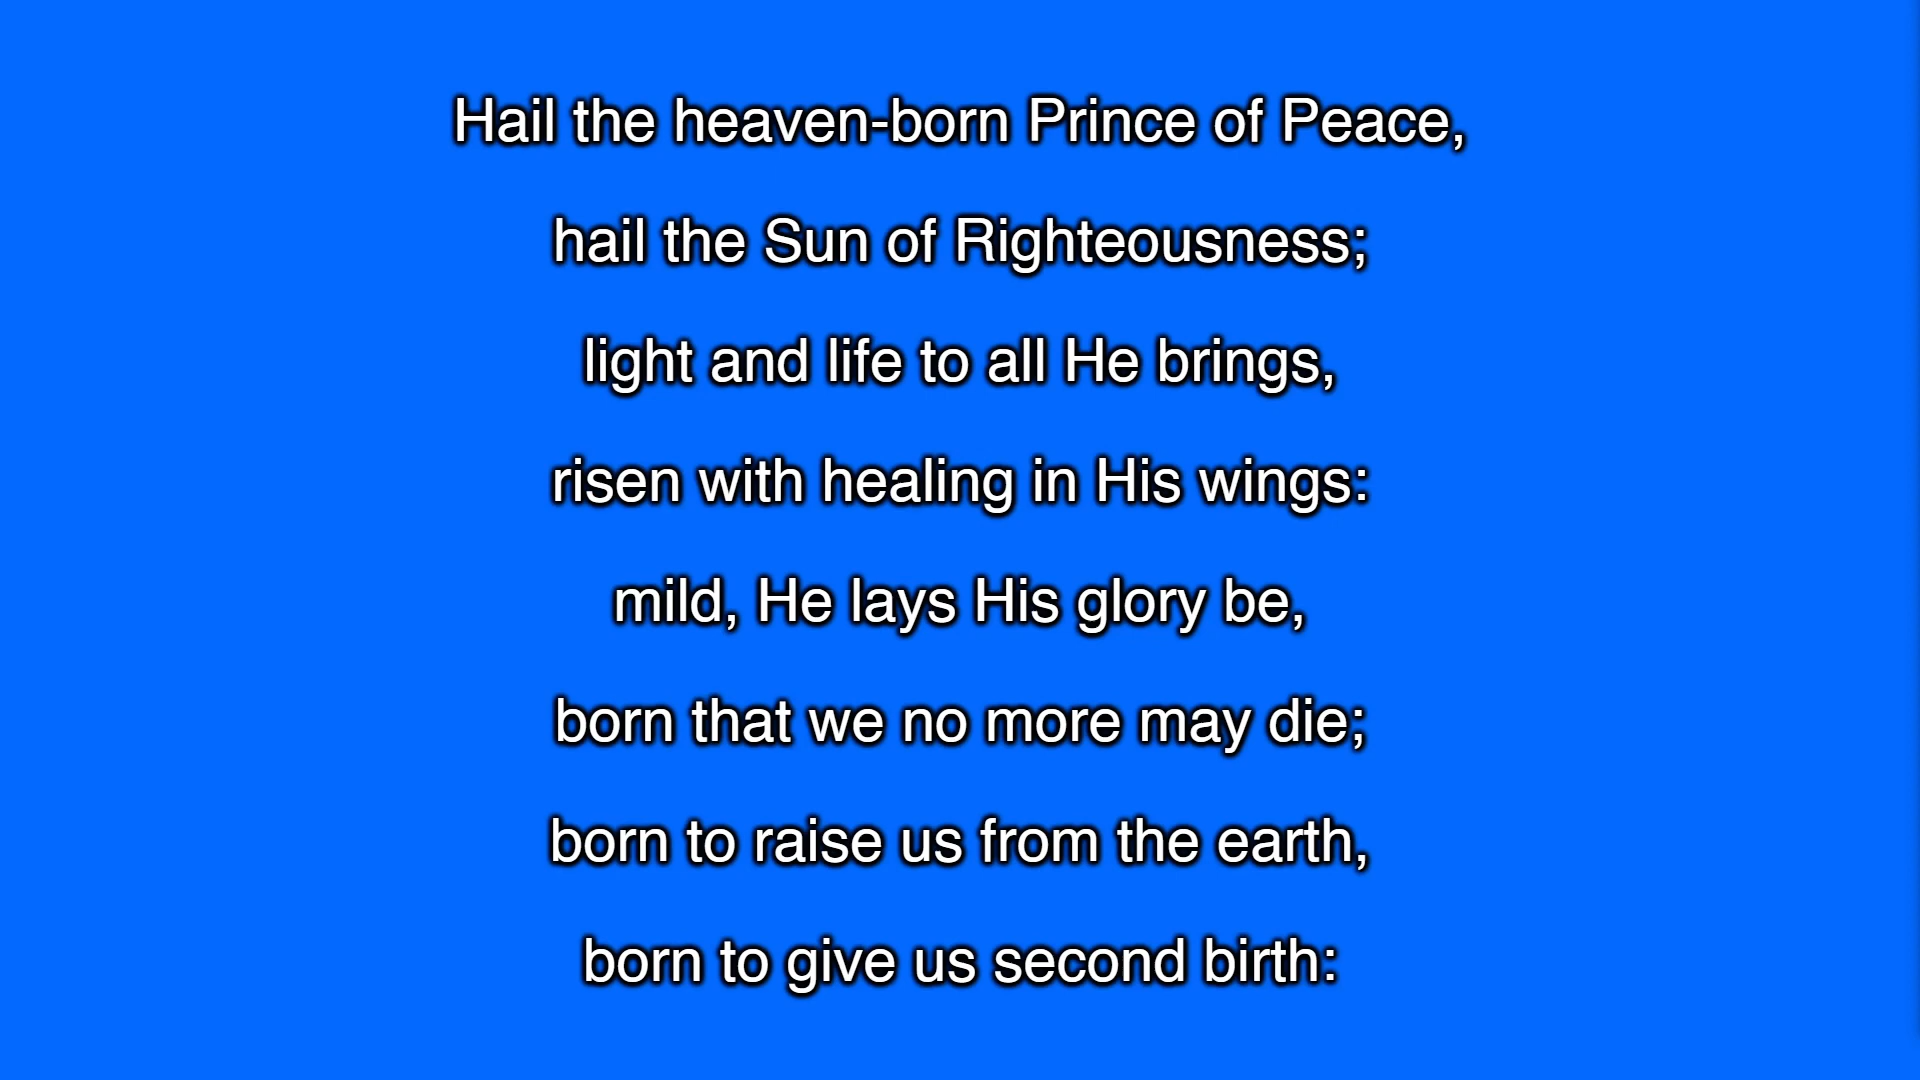 Hail the heaven-born Prince of Peace,
hail the Sun of Righteousness;
light and life to all He brings,
risen with healing in His wings:
mild, He lays His glory be,
born that we no more may die;
born to raise us from the earth,
born to give us second birth: